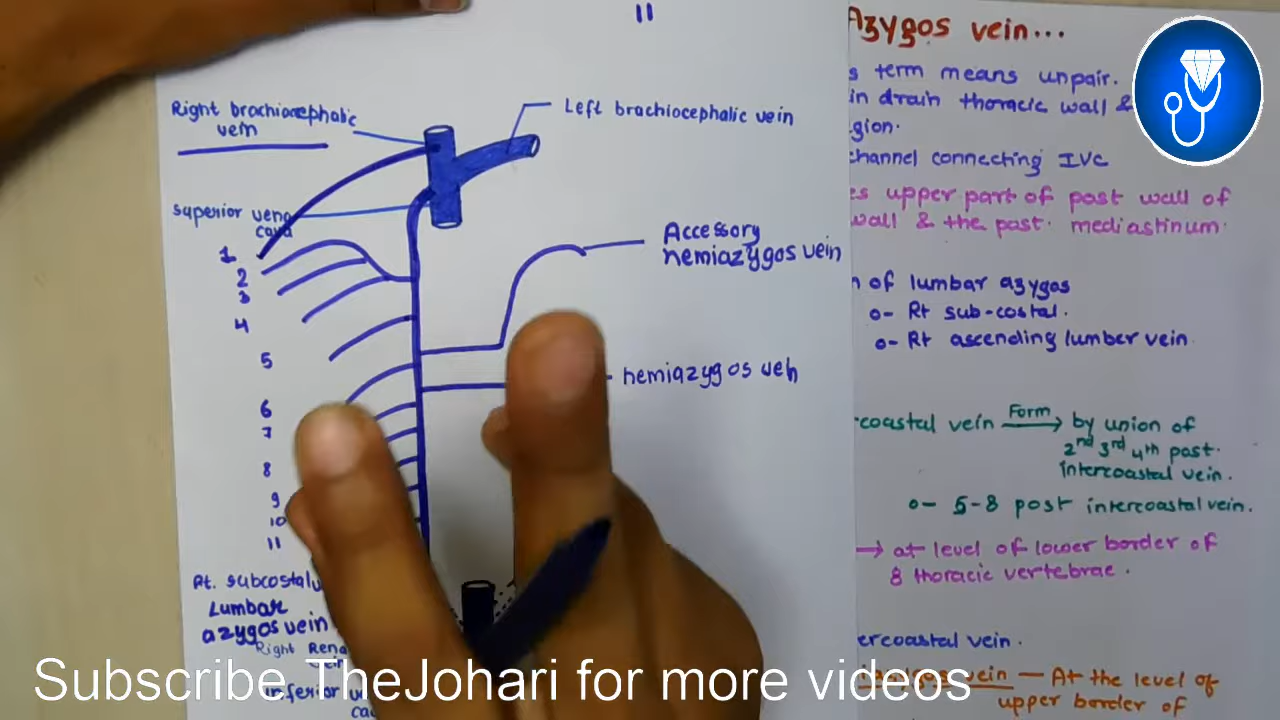 11
Right brachiocephalic
vein
Left brachiocephalic vein
superior vena
cava
Accessory
hemiazygos vein
hemiazygos veh
1
2
3
4
5
6
7
8
9
10
11
Rt. subcostal
Lumbar
azygos vein
Right Rena
inferior
Azygos vein...
term means unpair.
in drain thoracic wall &
channel connecting IVC
upper part of post wall of
wall & the post. mediastinum
of lumbar azygos
o- Rt sub-costal.
o- Rt ascending lumber vein
vein Form by union of
2nd 3rd 4th post.
intercoastal vein.
o- 5-8 post intercoastal vein.
→ at level of lower border of
8 thoracic vertebrae.
vein.
vein — At the level of
upper border of
Subscribe TheJohari for more videos